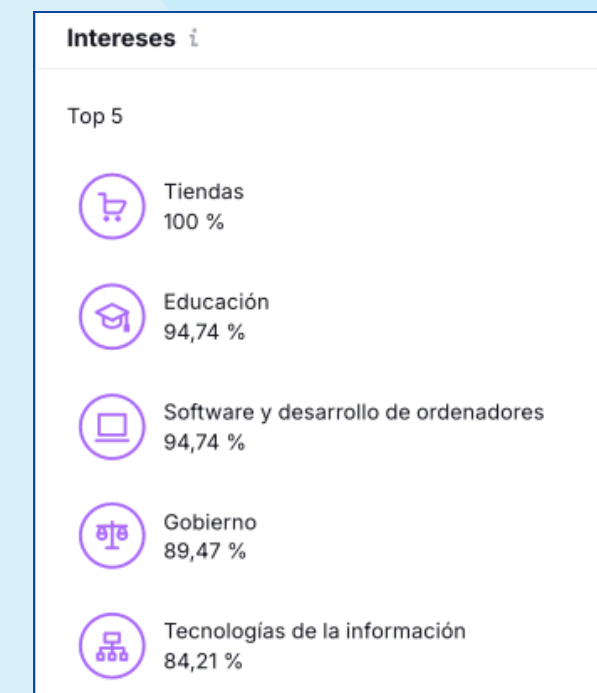 Intereses i
Top 5
Tiendas
100 %
Educación
94,74 %
Software y desarrollo de ordenadores
94,74 %
Gobierno
89,47 %
Tecnologías de la información
84,21 %